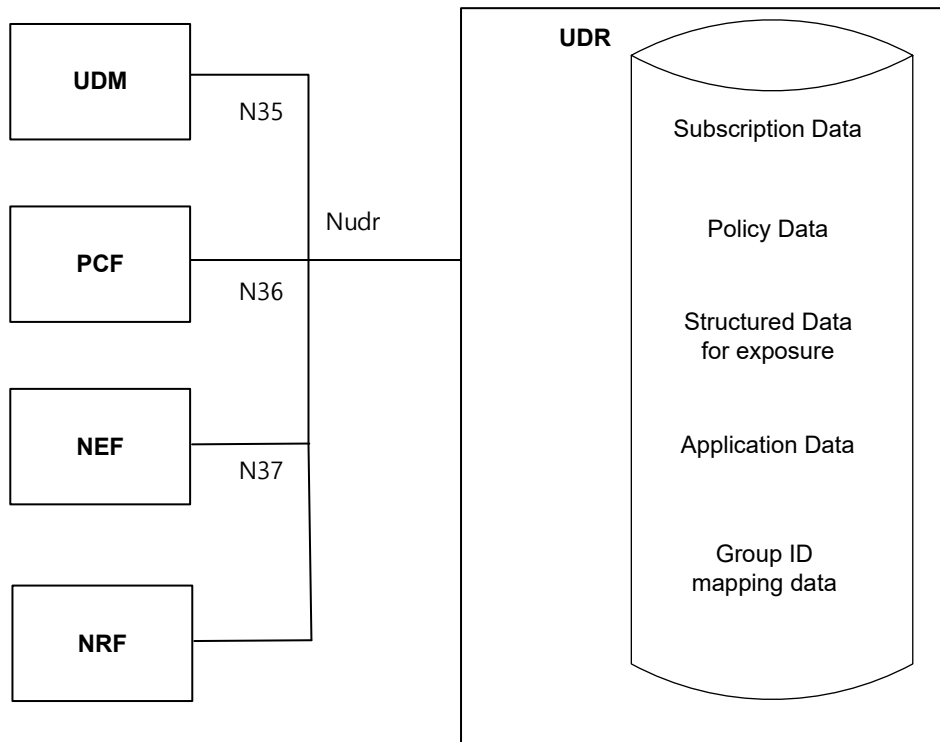 UDM
N35
PCF
N36
NEF
N37
NRF
Nudr
UDR
Subscription Data
Policy Data
Structured Data
for exposure
Application Data
Group ID
mapping data